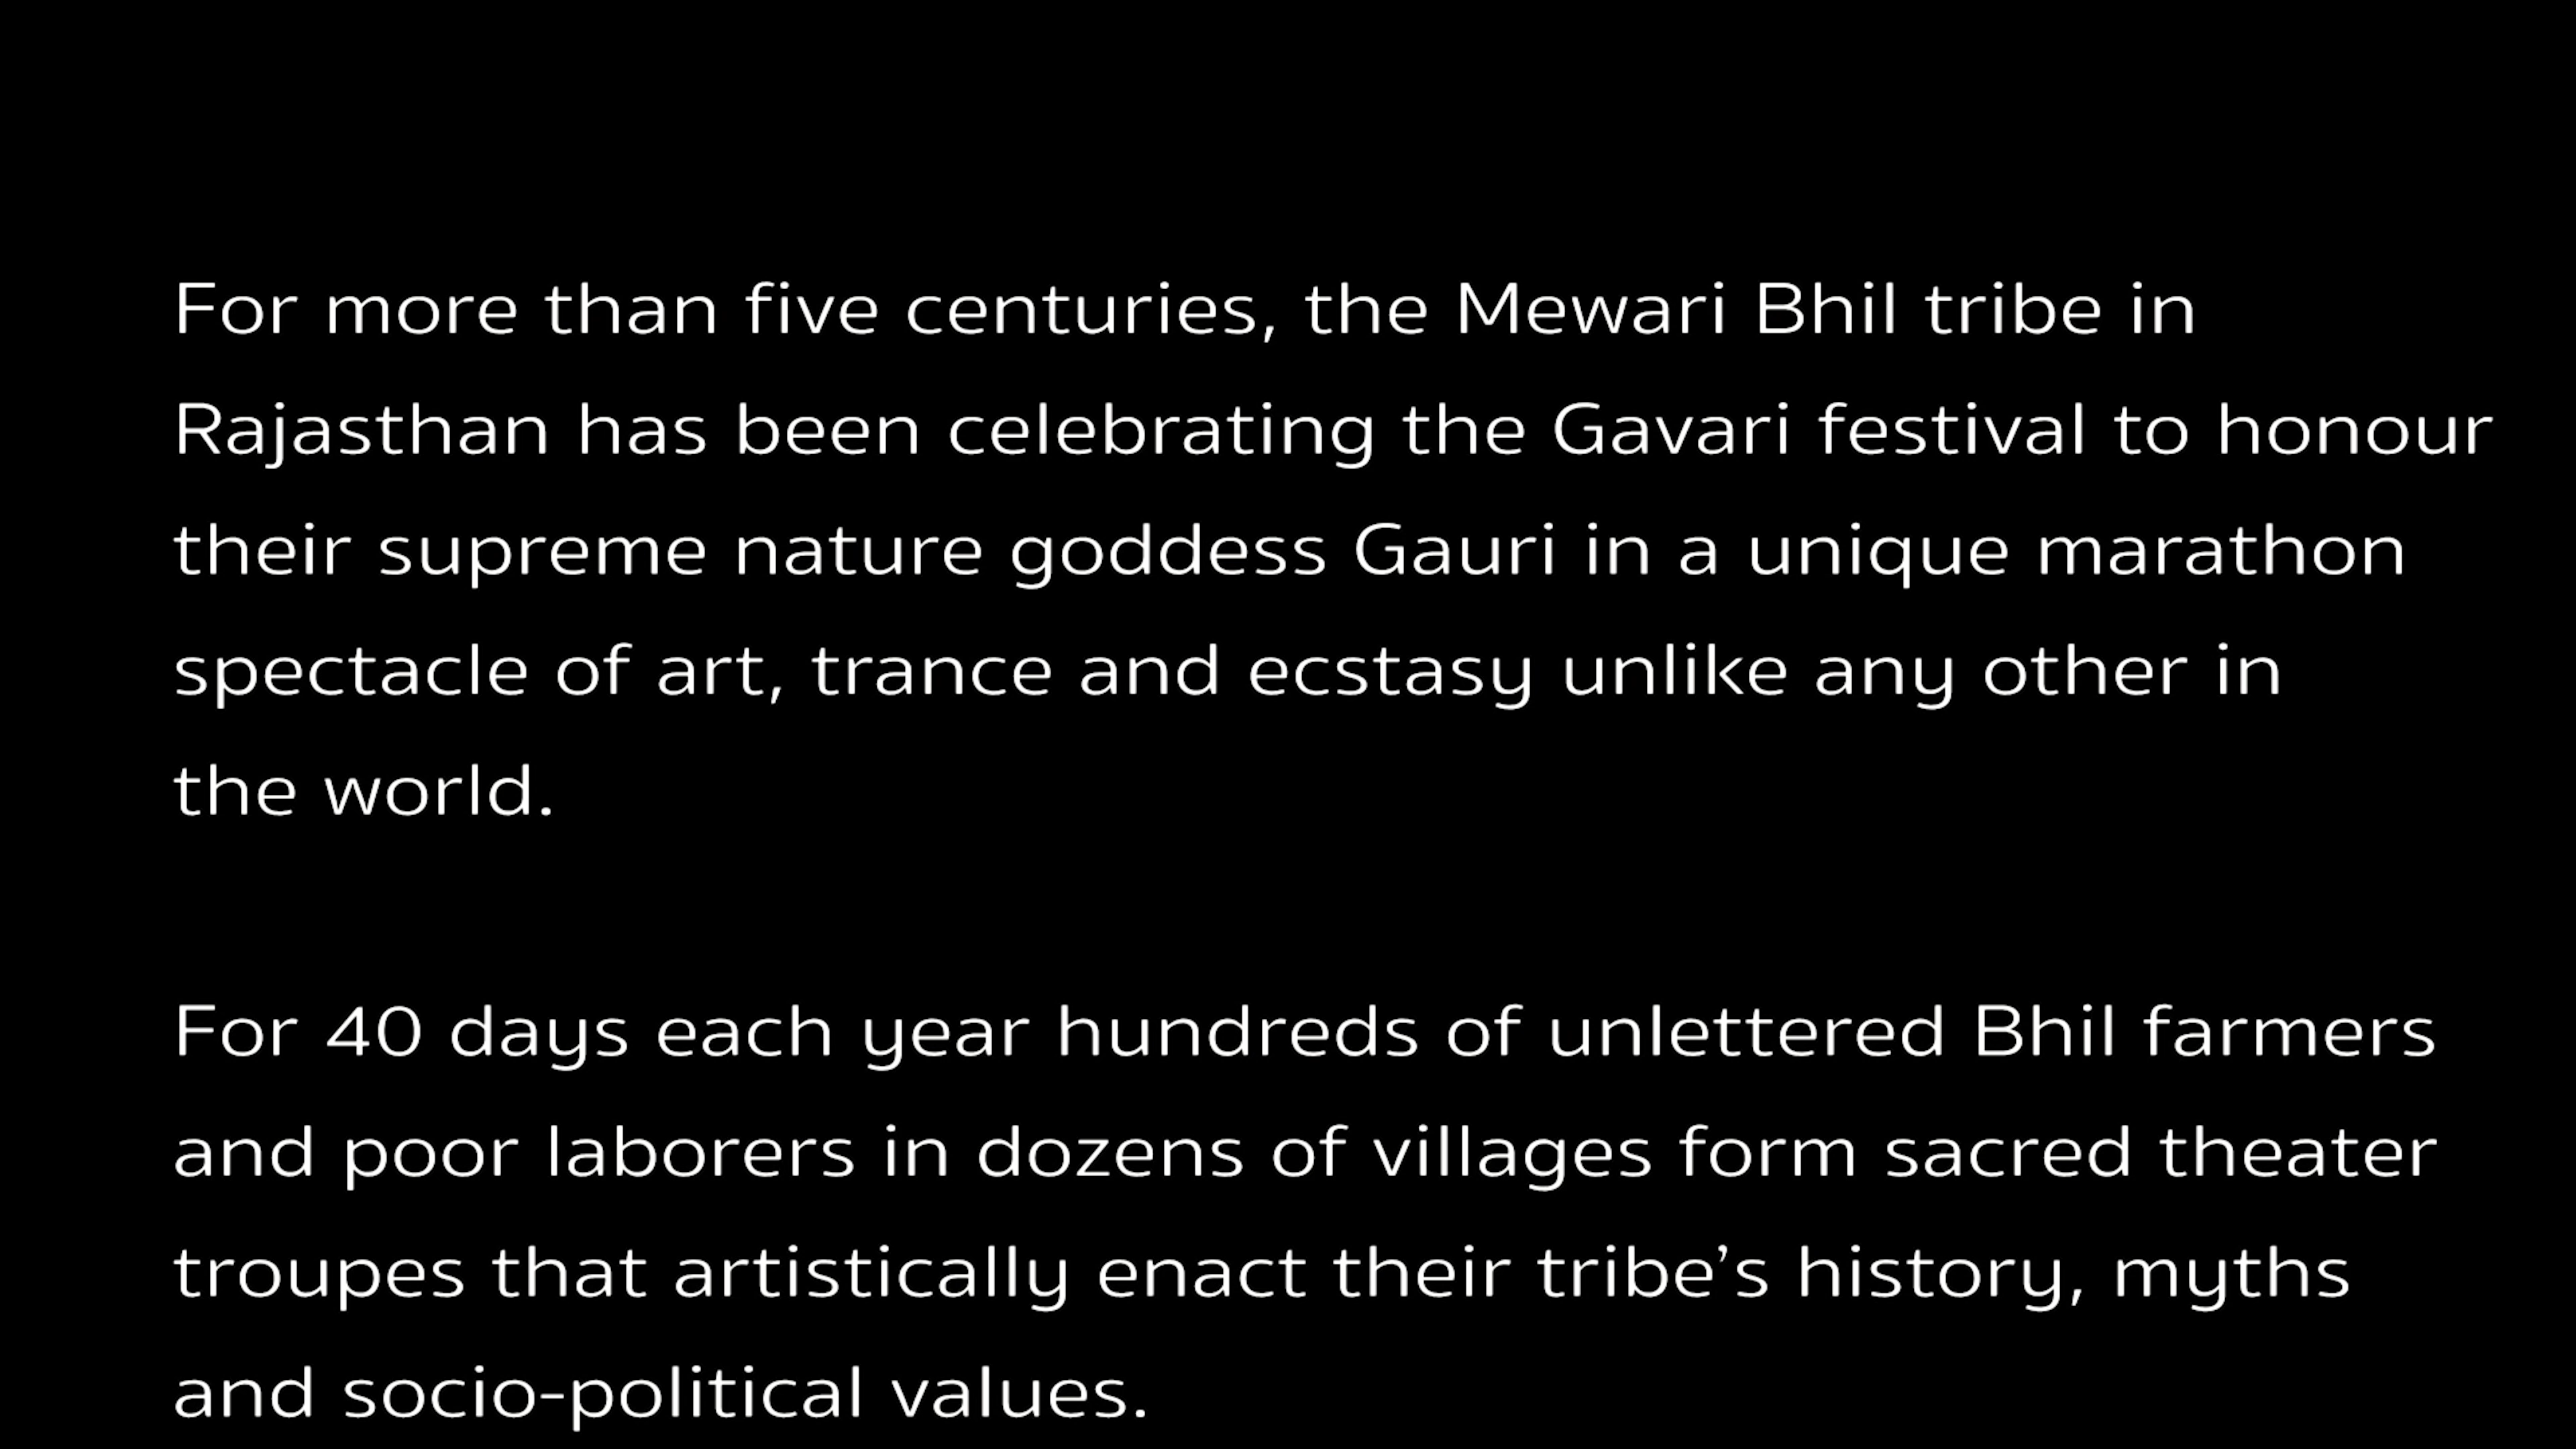 For more than five centuries, the Mewari Bhil tribe in
Rajasthan has been celebrating the Gavari festival to honour
their supreme nature goddess Gauri in a unique marathon
spectacle of art, trance and ecstasy unlike any other in
the world.
For 40 days each year hundreds of unlettered Bhil farmers
and poor laborers in dozens of villages form sacred theater
troupes that artistically enact their tribe’s history, myths
and socio-political values.